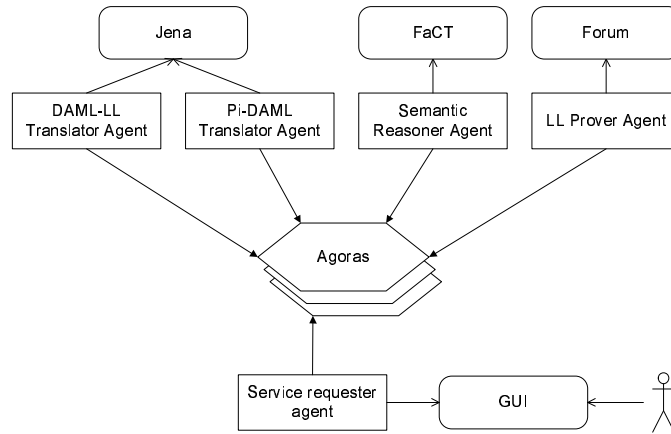 Jena
FaCT
Forum
DAML-LL
Translator Agent
Pi-DAML
Translator Agent
Semantic
Reasoner Agent
LL Prover Agent
Agoras
Service requester
agent
GUI